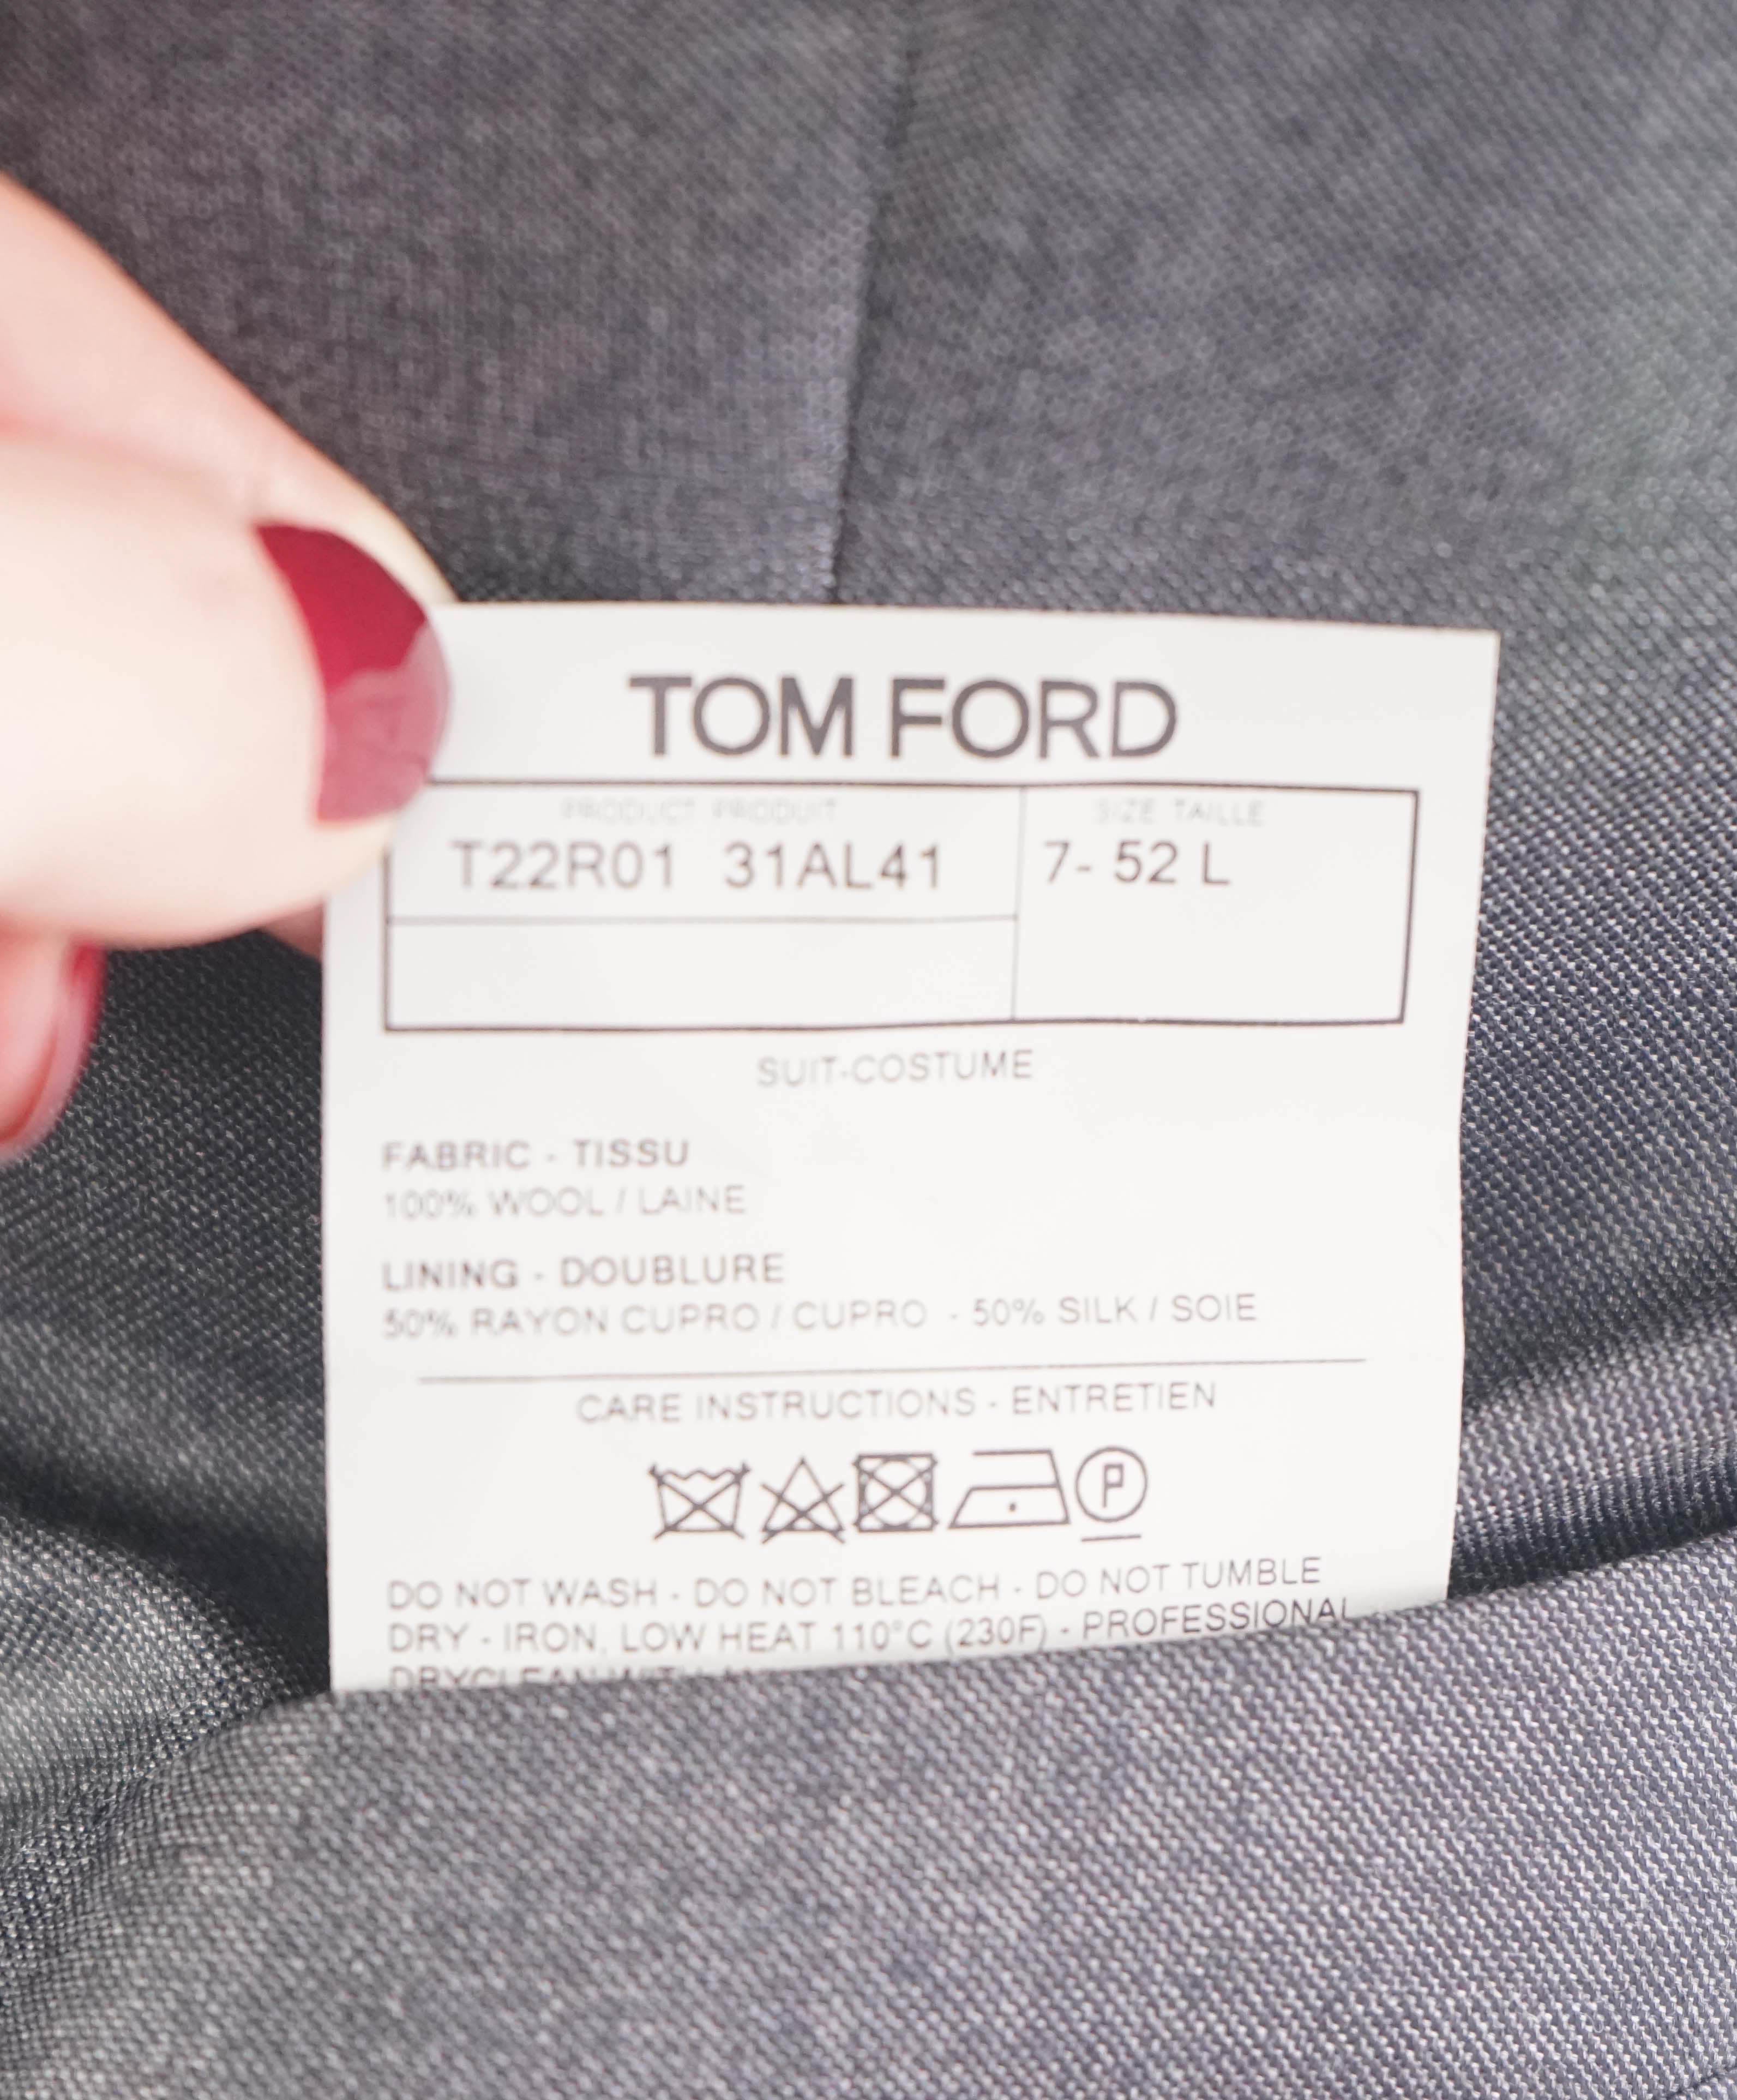 TOM FORD
PRODUCT PRODUIT SIZE TAILLE
T22R01 31AL41 7- 52 L
SUIT-COSTUME
FABRIC - TISSU
100% WOOL / LAINE
LINING - DOUBLURE
50% RAYON CUPRO / CUPRO - 50% SILK / SOIE
CARE INSTRUCTIONS - ENTRETIEN
P
DO NOT WASH - DO NOT BLEACH - DO NOT TUMBLE
DRY - IRON, LOW HEAT 110°C (230F) - PROFESSIONAL
DRYCLEAN WITH